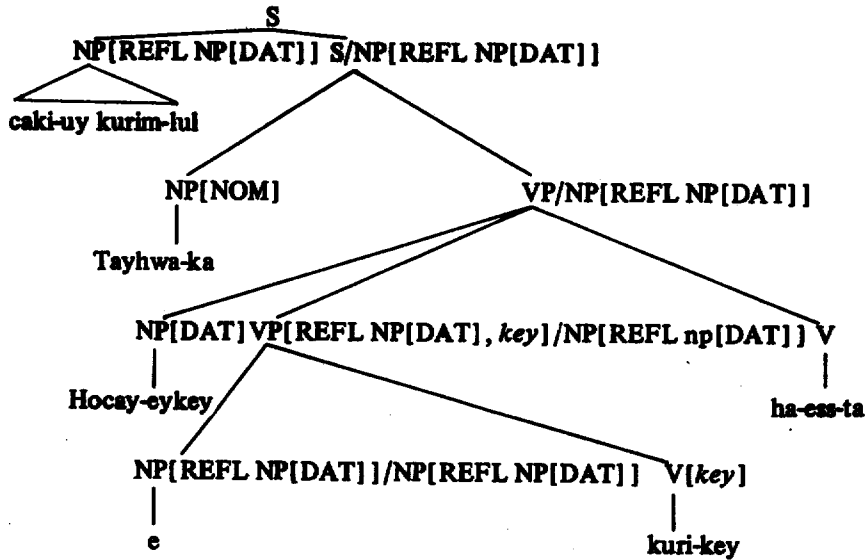 S
NP[REFL NP[DAT]] S/NP[REFL NP[DAT]]
caki-uy kurim-lul
NP[NOM] VP/NP[REFL NP[DAT]]
Tayhwa-ka
NP[DAT] VP[REFL NP[DAT], key]/NP[REFL np[DAT]] V
Hocay-eykey ha-ess-ta
NP[REFL NP[DAT]]/NP[REFL NP[DAT]] V[key]
e kuri-key